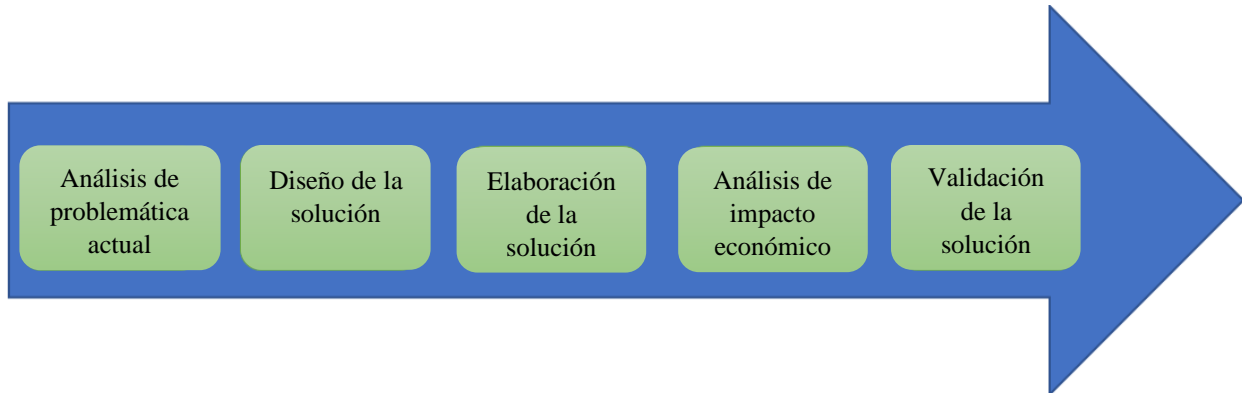 Análisis de
problemática
actual
Diseño de la
solución
Elaboración
de la
solución
Análisis de
impacto
económico
Validación
de la
solución